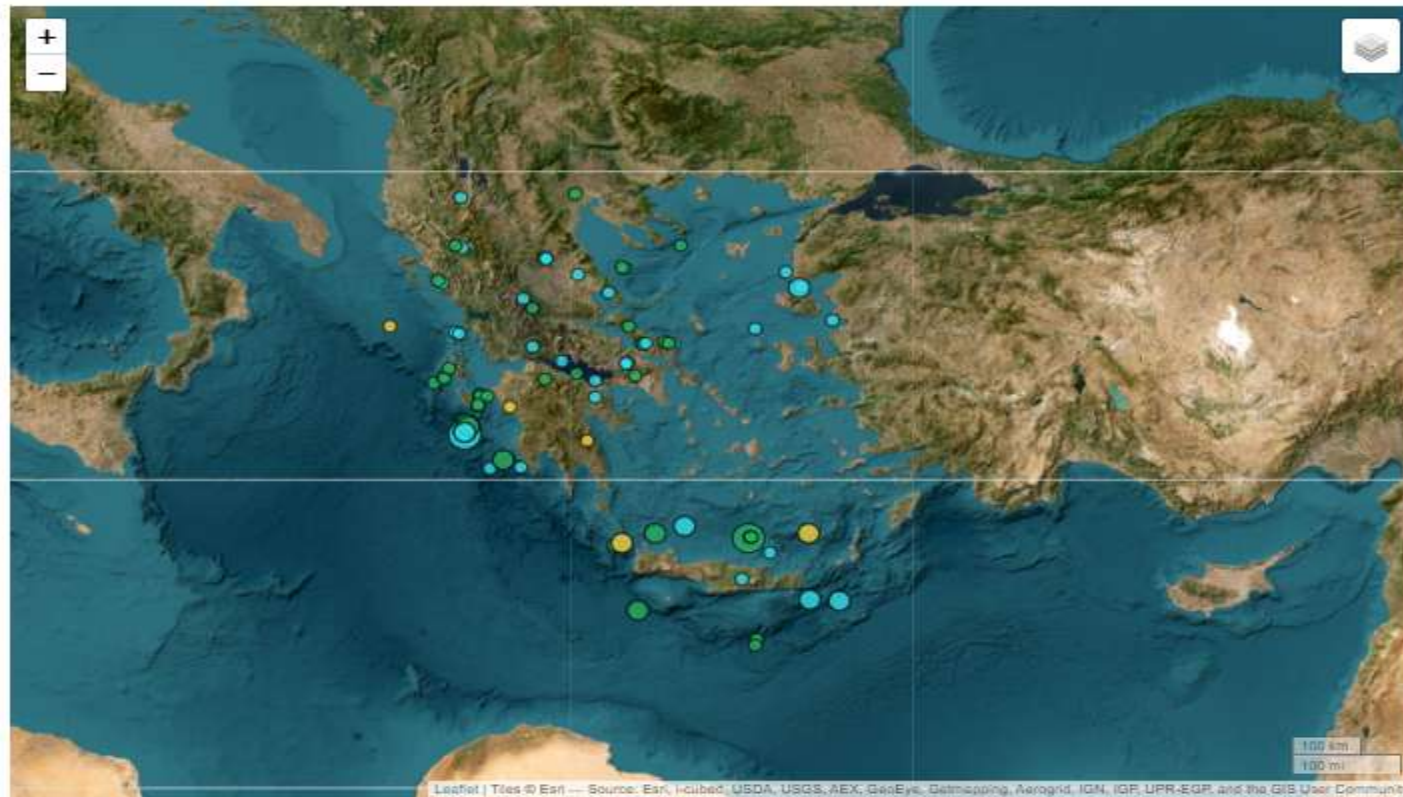 +
−
100 km
100 mi
Leaflet | Tiles © Esri — Source: Esri, i-cubed, USDA, USGS, AEX, GeoEye, Getmapping, Aerogrid, IGN, IGP, UPR-EGP, and the GIS User Communit